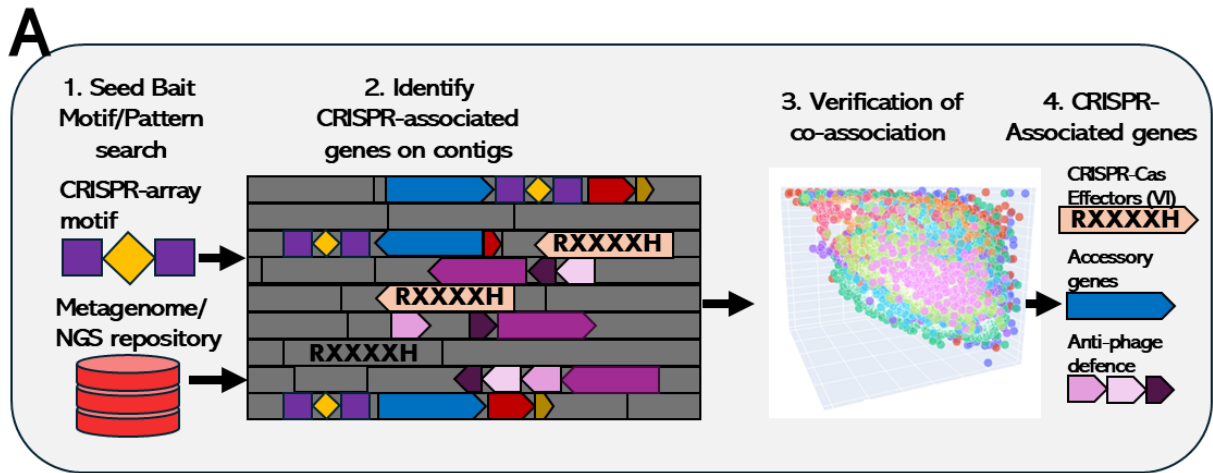 A
1. Seed Bait
Motif/Pattern
search
CRISPR-array
motif
Metagenome/
NGS repository
2. Identify
CRISPR-associated
genes on contigs
RXXXXH
RXXXXH
RXXXXH
3. Verification of
co-association
4. CRISPR-
Associated genes
CRISPR-Cas
Effectors (VI)
RXXXXH
Accessory
genes
Anti-phage
defence